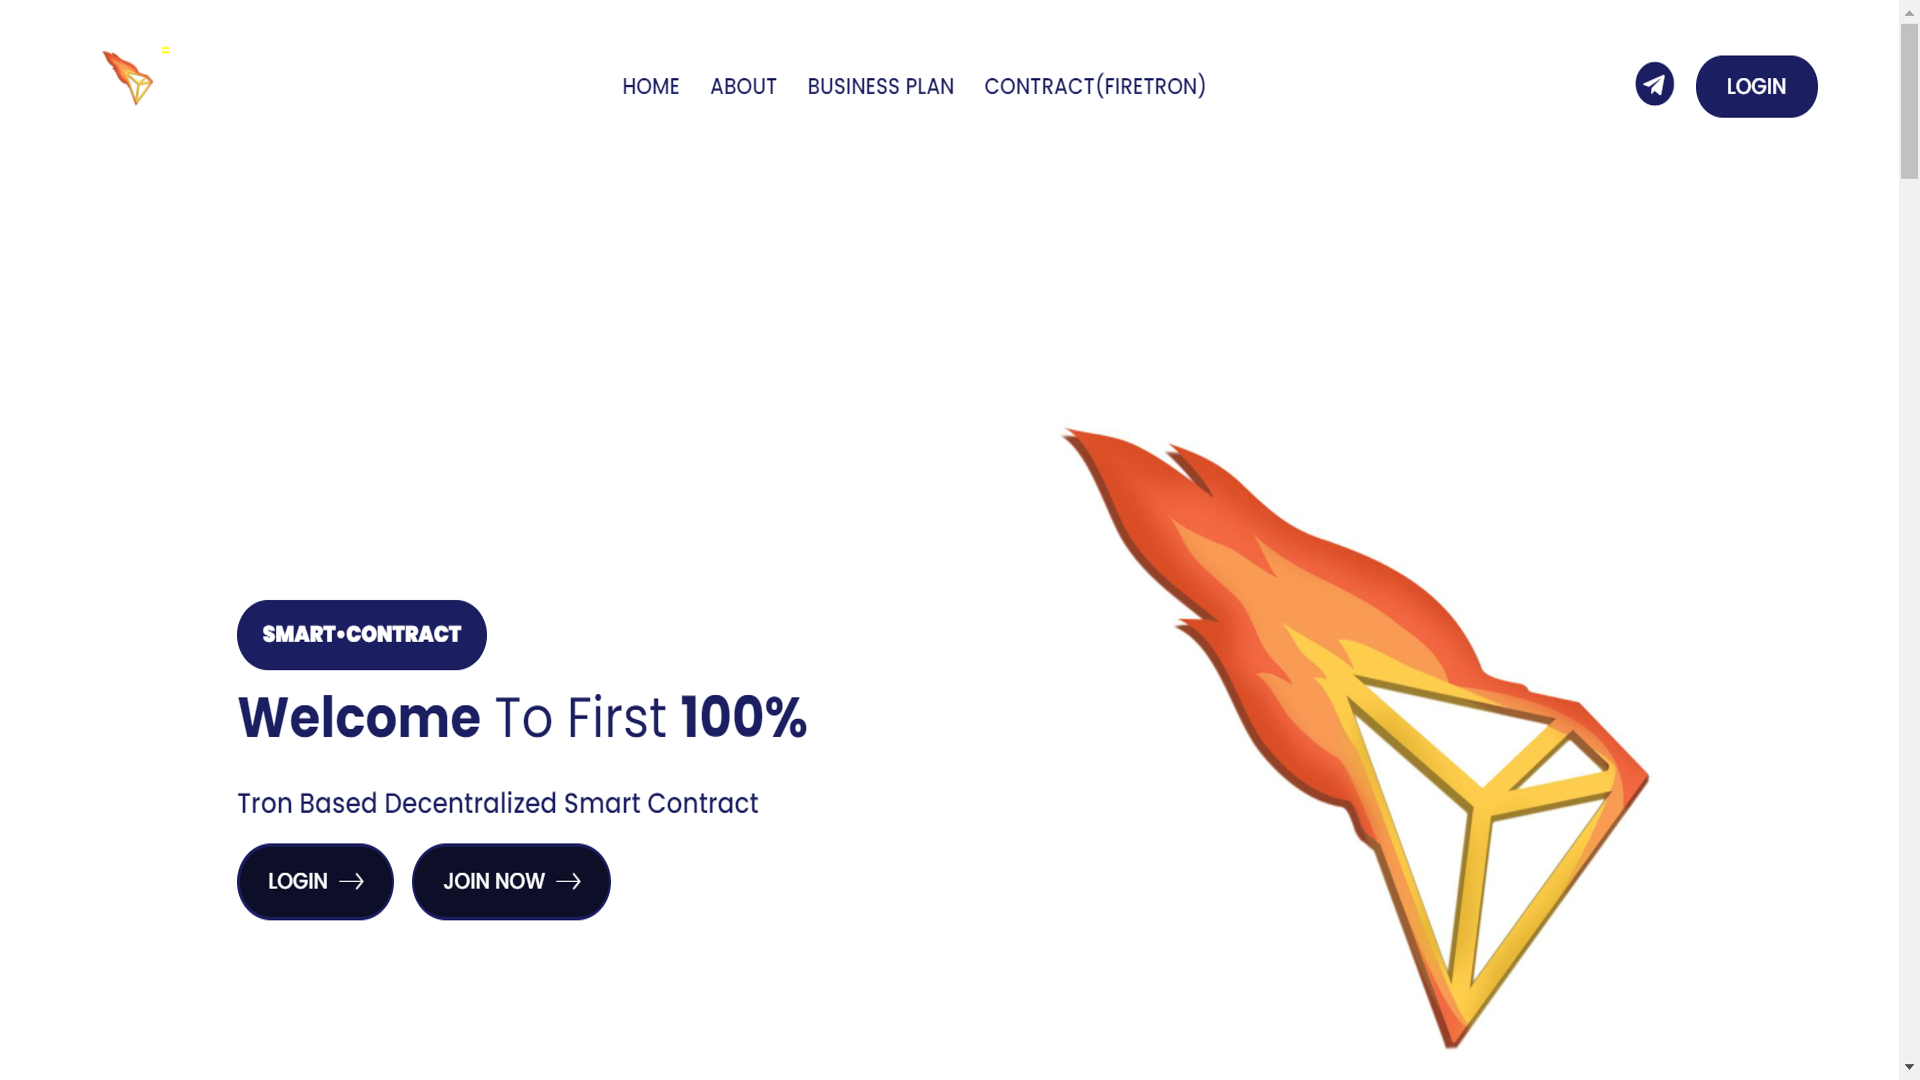 HOME ABOUT BUSINESS PLAN CONTRACT(FIRETRON)
LOGIN
SMART•CONTRACT
Welcome To First 100%
Tron Based Decentralized Smart Contract
LOGIN JOIN NOW